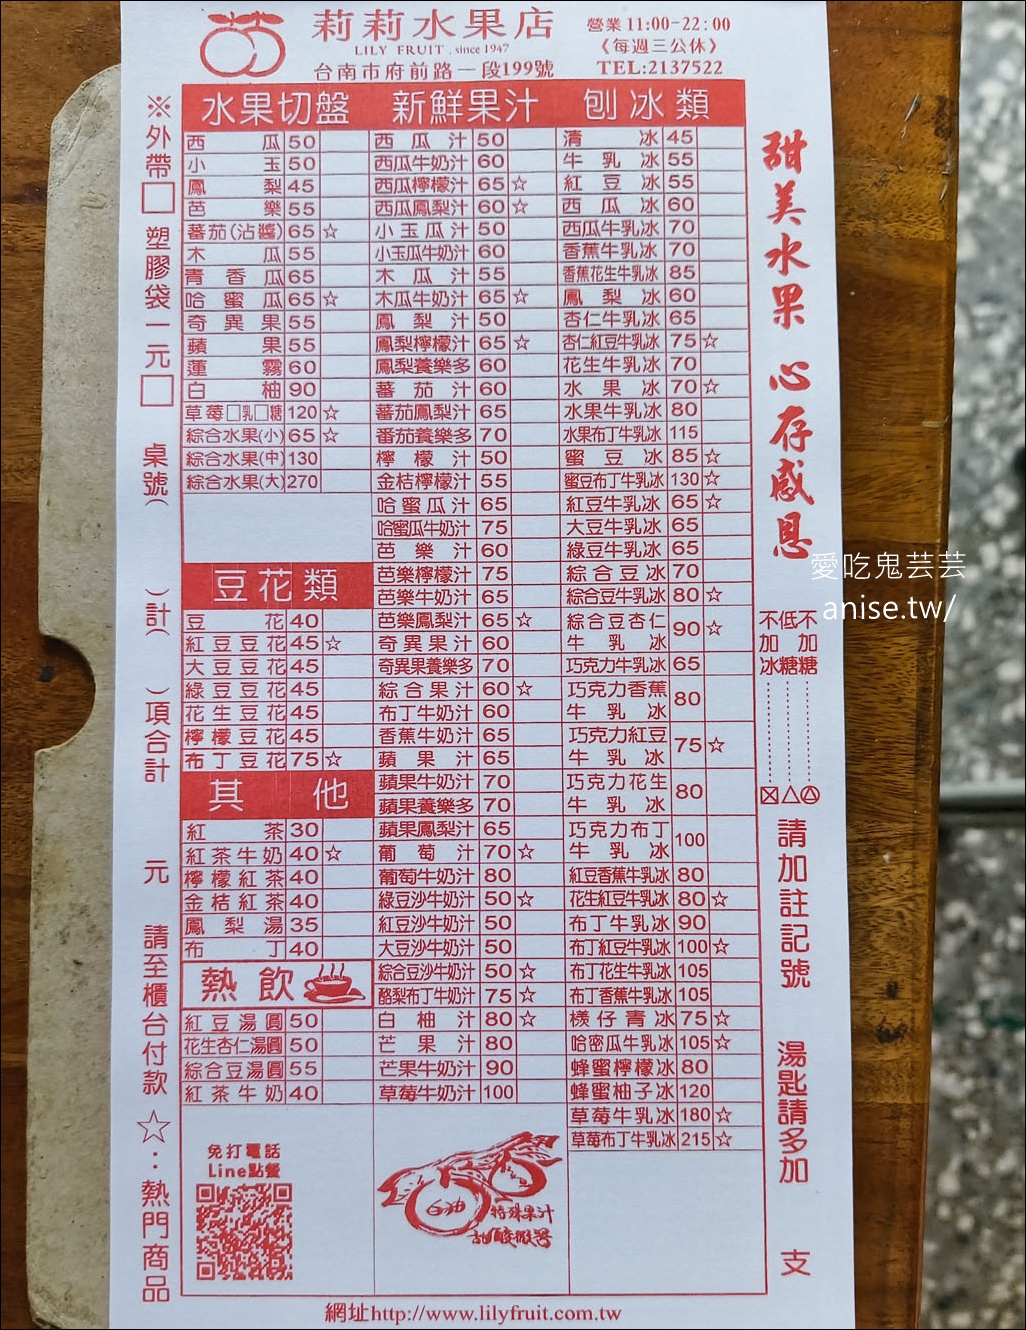 莉莉水果店
LILY FRUIT . since 1947
台南市府前路一段199號
營業11:00-22:00
《每週三公休》
TEL:2137522
※外帶□ 塑膠袋一元□ 桌號( )計( )項合計 元 請至櫃台付款 ☆:熱門商品
水果切盤
西瓜 50
小玉 50
鳳梨 45
芭樂 55
蕃茄(沾醬) 65 ☆
木瓜 55
青香瓜 65
哈蜜瓜 65 ☆
奇異果 55
蘋果 55
蓮霧 60
白柚 90
草莓□乳□糖 120 ☆
綜合水果(小) 65 ☆
綜合水果(中) 130
綜合水果(大) 270
豆花類
豆花 40
紅豆豆花 45 ☆
大豆豆花 45
綠豆豆花 45
花生豆花 45
檸檬豆花 45
布丁豆花 75 ☆
其他
紅茶 30
紅茶牛奶 40 ☆
檸檬紅茶 40
金桔紅茶 40
鳳梨湯 35
布丁 40
熱飲
紅豆湯圓 50
花生杏仁湯圓 50
綜合豆湯圓 55
紅茶牛奶 40
免打電話
Line點餐
新鮮果汁
西瓜汁 50
西瓜牛奶汁 60
西瓜檸檬汁 65 ☆
西瓜鳳梨汁 60 ☆
小玉瓜汁 50
小玉瓜牛奶汁 60
木瓜汁 55
木瓜牛奶汁 65 ☆
鳳梨汁 50
鳳梨檸檬汁 65 ☆
鳳梨養樂多 60
蕃茄汁 60
蕃茄鳳梨汁 65
番茄養樂多 70
檸檬汁 50
金桔檸檬汁 55
哈蜜瓜汁 65
哈蜜瓜牛奶汁 75
芭樂汁 60
芭樂檸檬汁 75
芭樂牛奶汁 65
芭樂鳳梨汁 65 ☆
奇異果汁 60
奇異果養樂多 70
綜合果汁 60 ☆
布丁牛奶汁 60
香蕉牛奶汁 65
蘋果汁 65
蘋果牛奶汁 70
蘋果養樂多 70
蘋果鳳梨汁 65
葡萄汁 70 ☆
葡萄牛奶汁 80
綠豆沙牛奶汁 50 ☆
紅豆沙牛奶汁 50
大豆沙牛奶汁 50
綜合豆沙牛奶汁 50 ☆
酪梨布丁牛奶汁 75 ☆
白柚汁 80 ☆
芒果汁 80
芒果牛奶汁 90
草莓牛奶汁 100
白柚
特殊果汁
刨冰類
清冰 45
牛乳冰 55
紅豆冰 55
西瓜冰 60
西瓜牛乳冰 70
香蕉牛乳冰 70
香蕉花生牛乳冰 85
鳳梨冰 60
杏仁牛乳冰 65
杏仁紅豆牛乳冰 75 ☆
花生牛乳冰 70
水果冰 70 ☆
水果牛乳冰 80
水果布丁牛乳冰 115
蜜豆冰 85 ☆
蜜豆布丁牛乳冰 130 ☆
紅豆牛乳冰 65 ☆
大豆牛乳冰 65
綠豆牛乳冰 65
綜合豆冰 70
綜合豆牛乳冰 80 ☆
綜合豆杏仁
牛乳冰 90 ☆
巧克力牛乳冰 65
巧克力香蕉
牛乳冰 80
巧克力紅豆
牛乳冰 75 ☆
巧克力花生
牛乳冰 80
巧克力布丁
牛乳冰 100
紅豆香蕉牛乳冰 80
花生紅豆牛乳冰 80 ☆
布丁牛乳冰 90
布丁紅豆牛乳冰 100 ☆
布丁花生牛乳冰 105
布丁香蕉牛乳冰 105
檨仔青冰 75 ☆
哈密瓜牛乳冰 105 ☆
蜂蜜檸檬冰 80
蜂蜜柚子冰 120
草莓牛乳冰 180 ☆
草莓布丁牛乳冰 215 ☆
甜美水果 心存感恩
愛吃鬼芸芸
anise.tw/
不加冰
低糖
不加糖
請加註記號 湯匙請多加 支
網址http://www.lilyfruit.com.tw